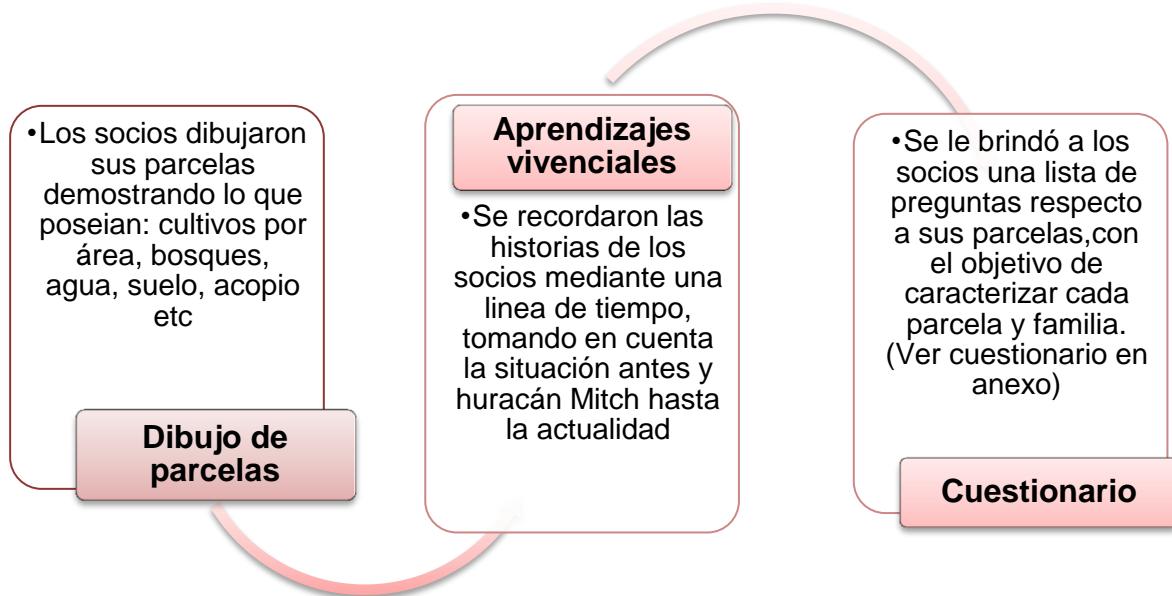 •Los socios dibujaron
sus parcelas
demostrando lo que
poseian: cultivos por
área, bosques,
agua, suelo, acopio
etc
Dibujo de
parcelas
Aprendizajes
vivenciales
•Se recordaron las
historias de los
socios mediante una
linea de tiempo,
tomando en cuenta
la situación antes y
huracán Mitch hasta
la actualidad
•Se le brindó a los
socios una lista de
preguntas respecto
a sus parcelas,con
el objetivo de
caracterizar cada
parcela y familia.
(Ver cuestionario en
anexo)
Cuestionario